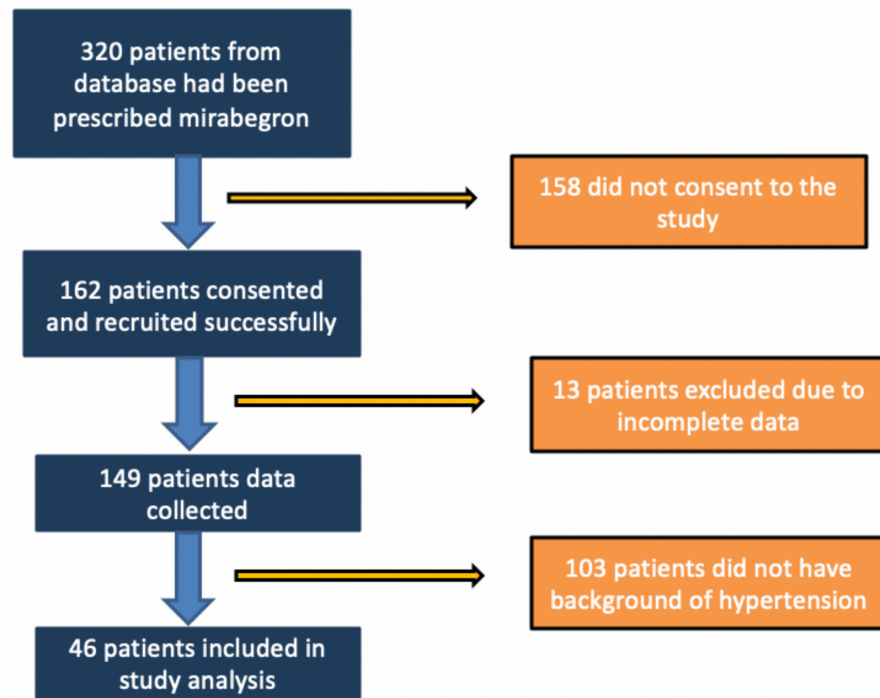 320 patients from
database had been
prescribed mirabegron
158 did not consent to the
study
162 patients consented
and recruited successfully
13 patients excluded due to
incomplete data
149 patients data
collected
103 patients did not have
background of hypertension
46 patients included in
study analysis